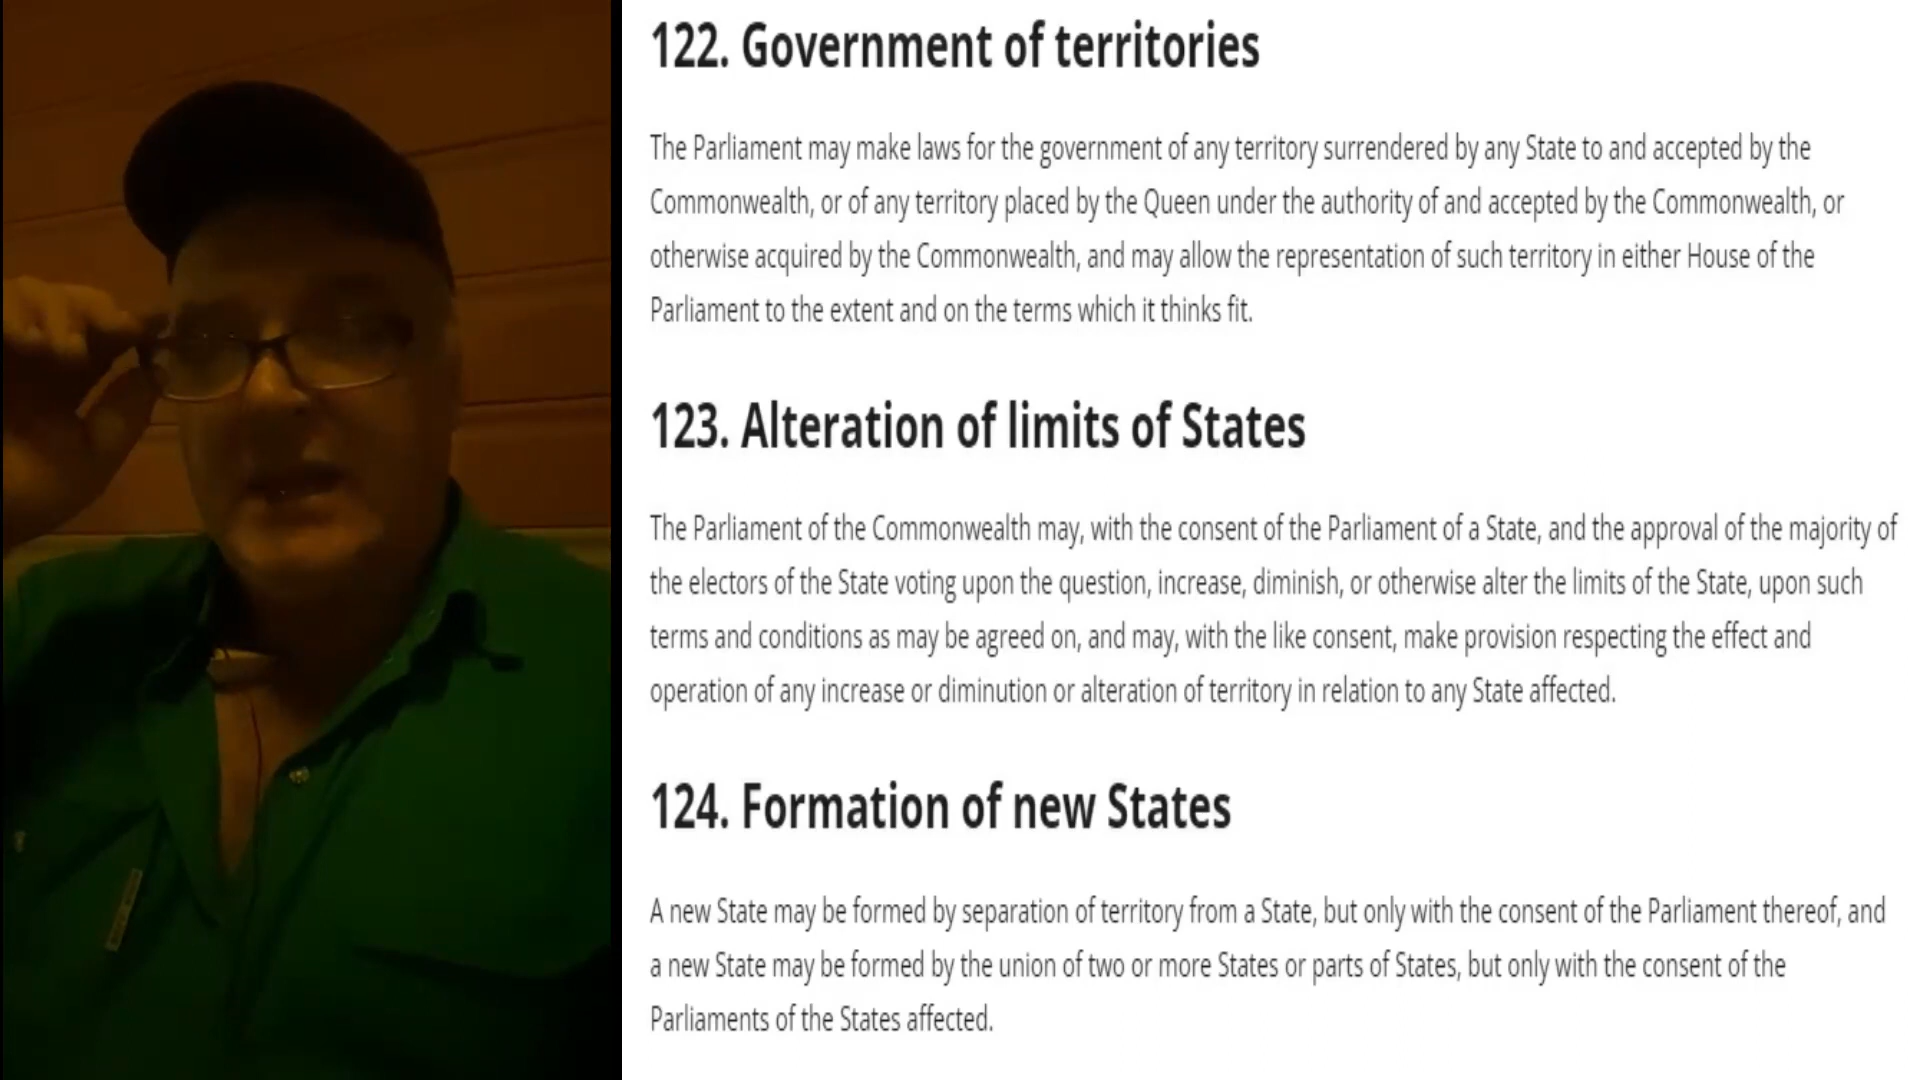 122. Government of territories
The Parliament may make laws for the government of any territory surrendered by any State to and accepted by the
Commonwealth, or of any territory placed by the Queen under the authority of and accepted by the Commonwealth, or
otherwise acquired by the Commonwealth, and may allow the representation of such territory in either House of the
Parliament to the extent and on the terms which it thinks fit.
123. Alteration of limits of States
The Parliament of the Commonwealth may, with the consent of the Parliament of a State, and the approval of the majority of
the electors of the State voting upon the question, increase, diminish, or otherwise alter the limits of the State, upon such
terms and conditions as may be agreed on, and may, with the like consent, make provision respecting the effect and
operation of any increase or diminution or alteration of territory in relation to any State affected.
124. Formation of new States
A new State may be formed by separation of territory from a State, but only with the consent of the Parliament thereof, and
a new State may be formed by the union of two or more States or parts of States, but only with the consent of the
Parliaments of the States affected.